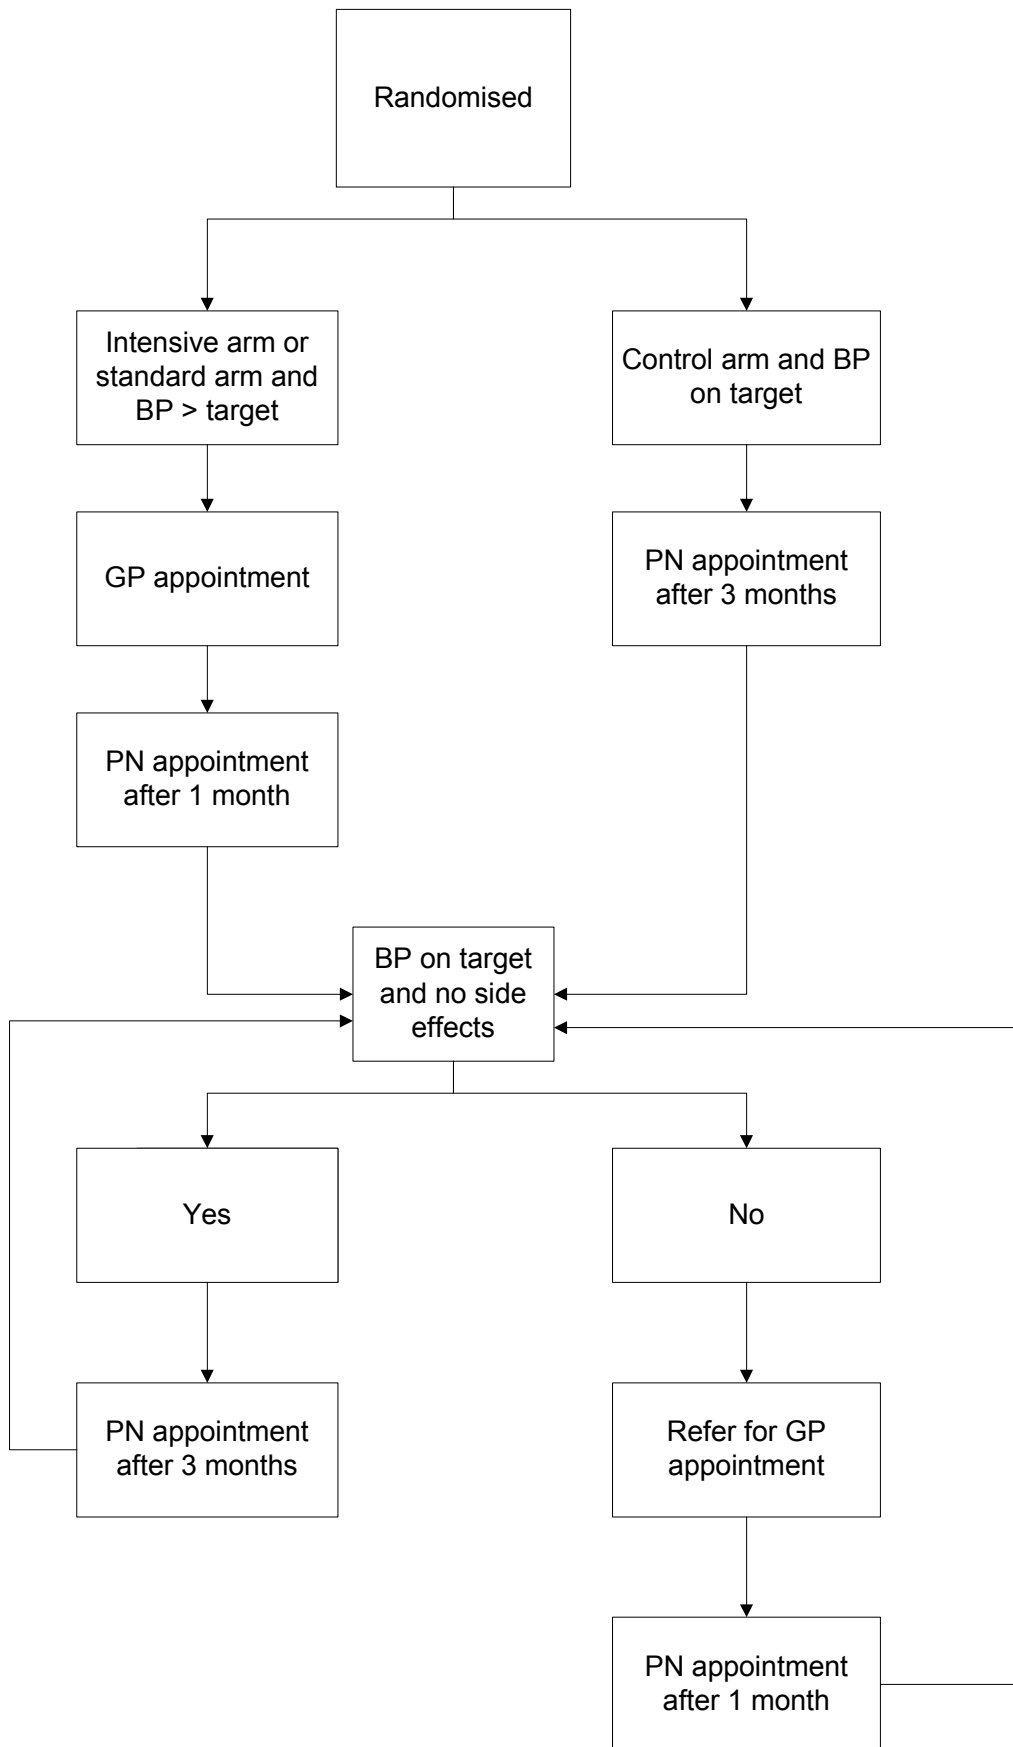 Randomised
Intensive arm or
standard arm and
BP > target
Control arm and BP
on target
GP appointment
PN appointment
after 3 months
PN appointment
after 1 month
BP on target
and no side
effects
Yes
No
PN appointment
after 3 months
Refer for GP
appointment
PN appointment
after 1 month